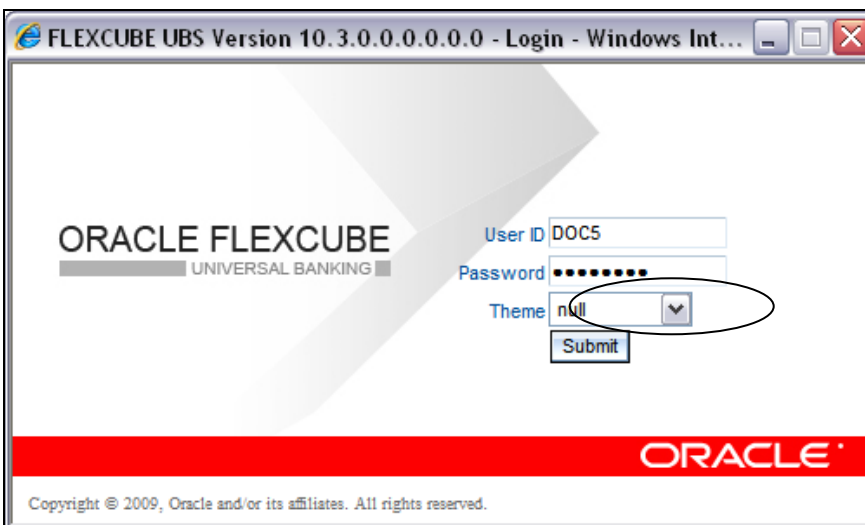 FLEXCUBE UBS Version 10.3.0.0.0.0.0.0 - Login - Windows Int...
ORACLE FLEXCUBE
UNIVERSAL BANKING
User ID DOC5
Password ••••••••
Theme null
Submit
ORACLE
Copyright © 2009, Oracle and/or its affiliates. All rights reserved.